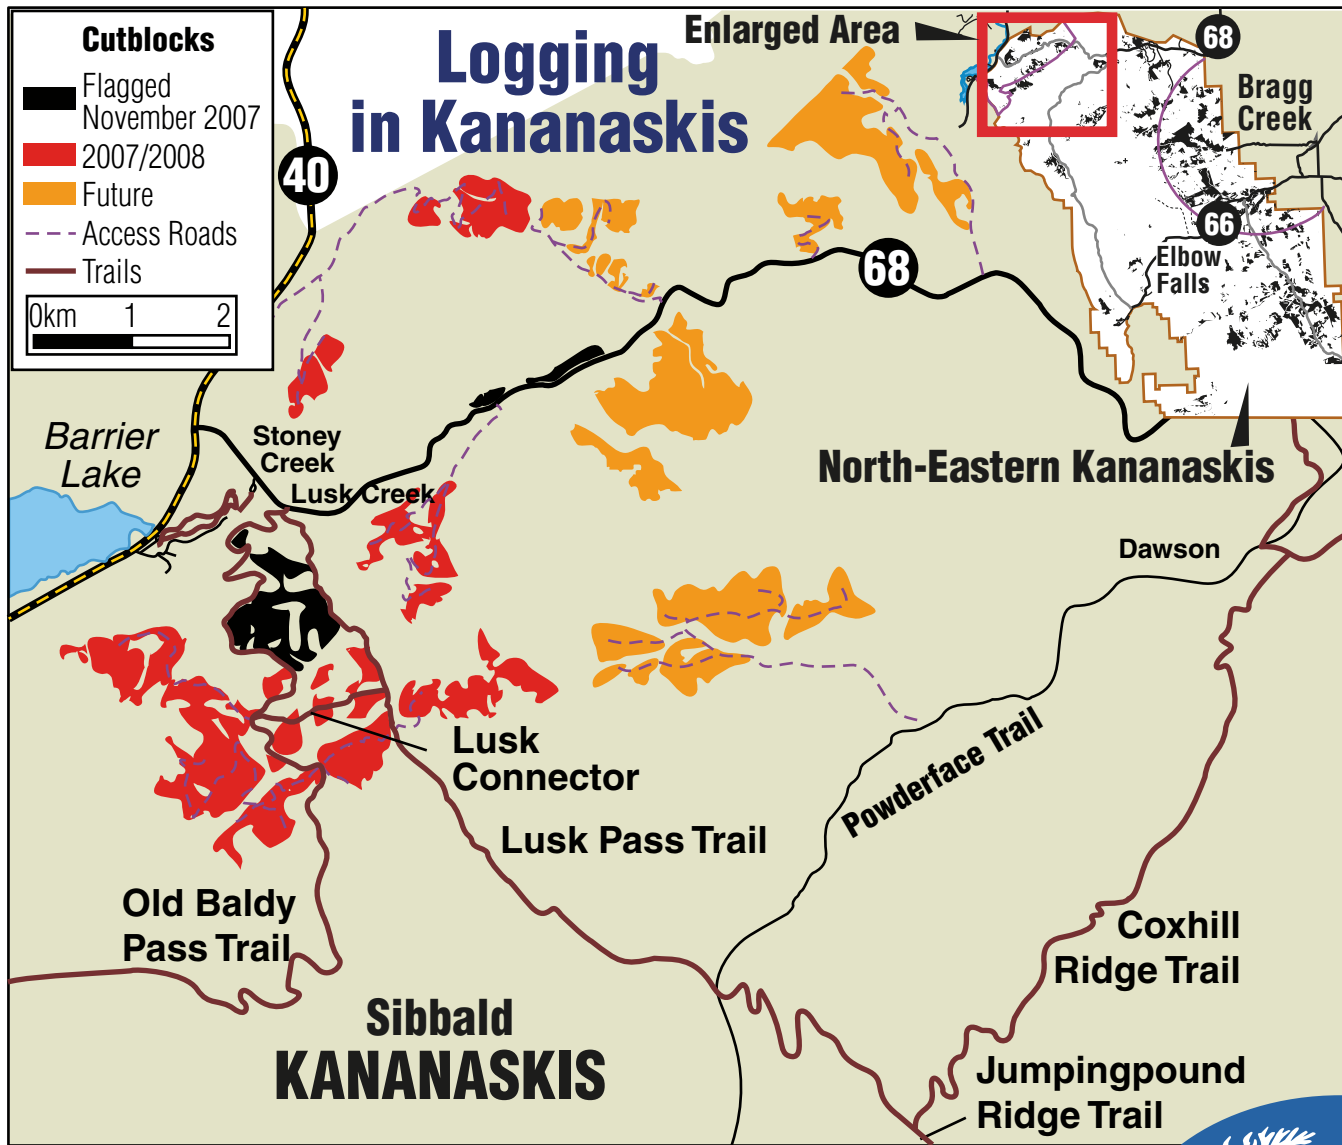 Cutblocks
Flagged
November 2007
2007/2008
Future
Access Roads
Trails
0km 1 2
Logging
in Kananaskis
Enlarged Area
68
Bragg
Creek
66
Elbow
Falls
North-Eastern Kananaskis
40
68
Barrier
Lake
Stoney
Creek
Lusk Creek
Dawson
Lusk
Connector
Lusk Pass Trail
Powderface Trail
Old Baldy
Pass Trail
Coxhill
Ridge Trail
Sibbald
KANANASKIS
Jumpingpound
Ridge Trail